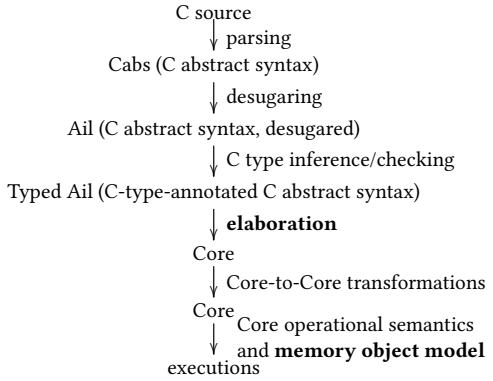 C source
parsing
Cabs (C abstract syntax)
desugaring
Ail (C abstract syntax, desugared)
C type inference/checking
Typed Ail (C-type-annotated C abstract syntax)
elaboration
Core
Core-to-Core transformations
Core
Core operational semantics
and memory object model
executions